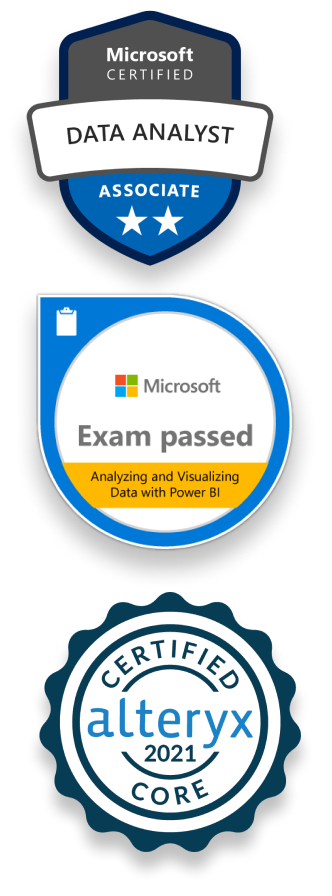 Microsoft
CERTIFIED
DATA ANALYST
ASSOCIATE
Microsoft
Exam passed
Analyzing and Visualizing
Data with Power BI
CERTIFIED
alteryx
2021
CORE